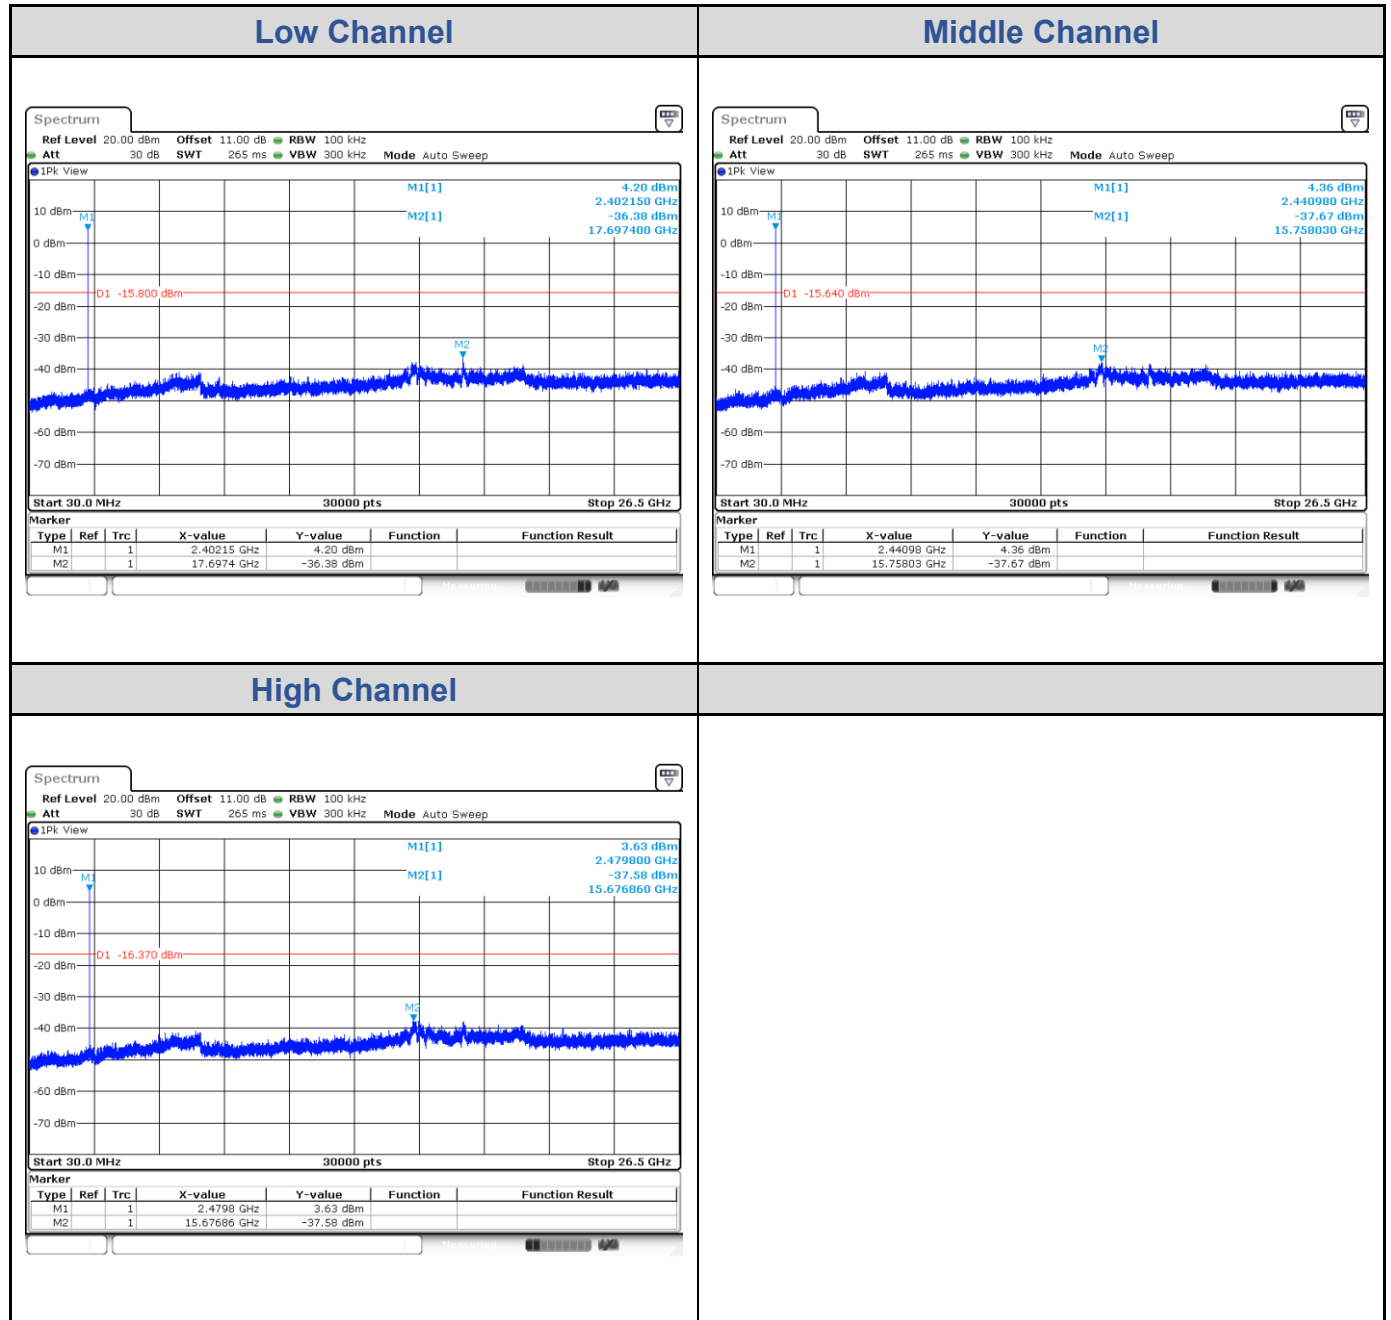 Low Channel
Spectrum
Ref Level 20.00 dBm Offset 11.00 dB RBW 100 kHz
Att 30 dB SWT 265 ms VBW 300 kHz Mode Auto Sweep
1Pk View
M1[1] 4.20 dBm
2.402150 GHz
M2[1] -36.38 dBm
17.697400 GHz
10 dBm
M1
0 dBm
-10 dBm
D1 -15.800 dBm
-20 dBm
-30 dBm
M2
-40 dBm
-60 dBm
-70 dBm
Start 30.0 MHz 30000 pts Stop 26.5 GHz
Marker
Type Ref Trc X-value Y-value Function Function Result
M1 1 2.40215 GHz 4.20 dBm
M2 1 17.6974 GHz -36.38 dBm
Middle Channel
Spectrum
Ref Level 20.00 dBm Offset 11.00 dB RBW 100 kHz
Att 30 dB SWT 265 ms VBW 300 kHz Mode Auto Sweep
1Pk View
M1[1] 4.36 dBm
2.440980 GHz
M2[1] -37.67 dBm
15.758030 GHz
10 dBm
M1
0 dBm
-10 dBm
D1 -15.640 dBm
-20 dBm
-30 dBm
M2
-40 dBm
-60 dBm
-70 dBm
Start 30.0 MHz 30000 pts Stop 26.5 GHz
Marker
Type Ref Trc X-value Y-value Function Function Result
M1 1 2.44098 GHz 4.36 dBm
M2 1 15.75803 GHz -37.67 dBm
High Channel
Spectrum
Ref Level 20.00 dBm Offset 11.00 dB RBW 100 kHz
Att 30 dB SWT 265 ms VBW 300 kHz Mode Auto Sweep
1Pk View
M1[1] 3.63 dBm
2.479800 GHz
M2[1] -37.58 dBm
15.676860 GHz
10 dBm
M1
0 dBm
-10 dBm
D1 -16.370 dBm
-20 dBm
-30 dBm
M2
-40 dBm
-60 dBm
-70 dBm
Start 30.0 MHz 30000 pts Stop 26.5 GHz
Marker
Type Ref Trc X-value Y-value Function Function Result
M1 1 2.4798 GHz 3.63 dBm
M2 1 15.67686 GHz -37.58 dBm